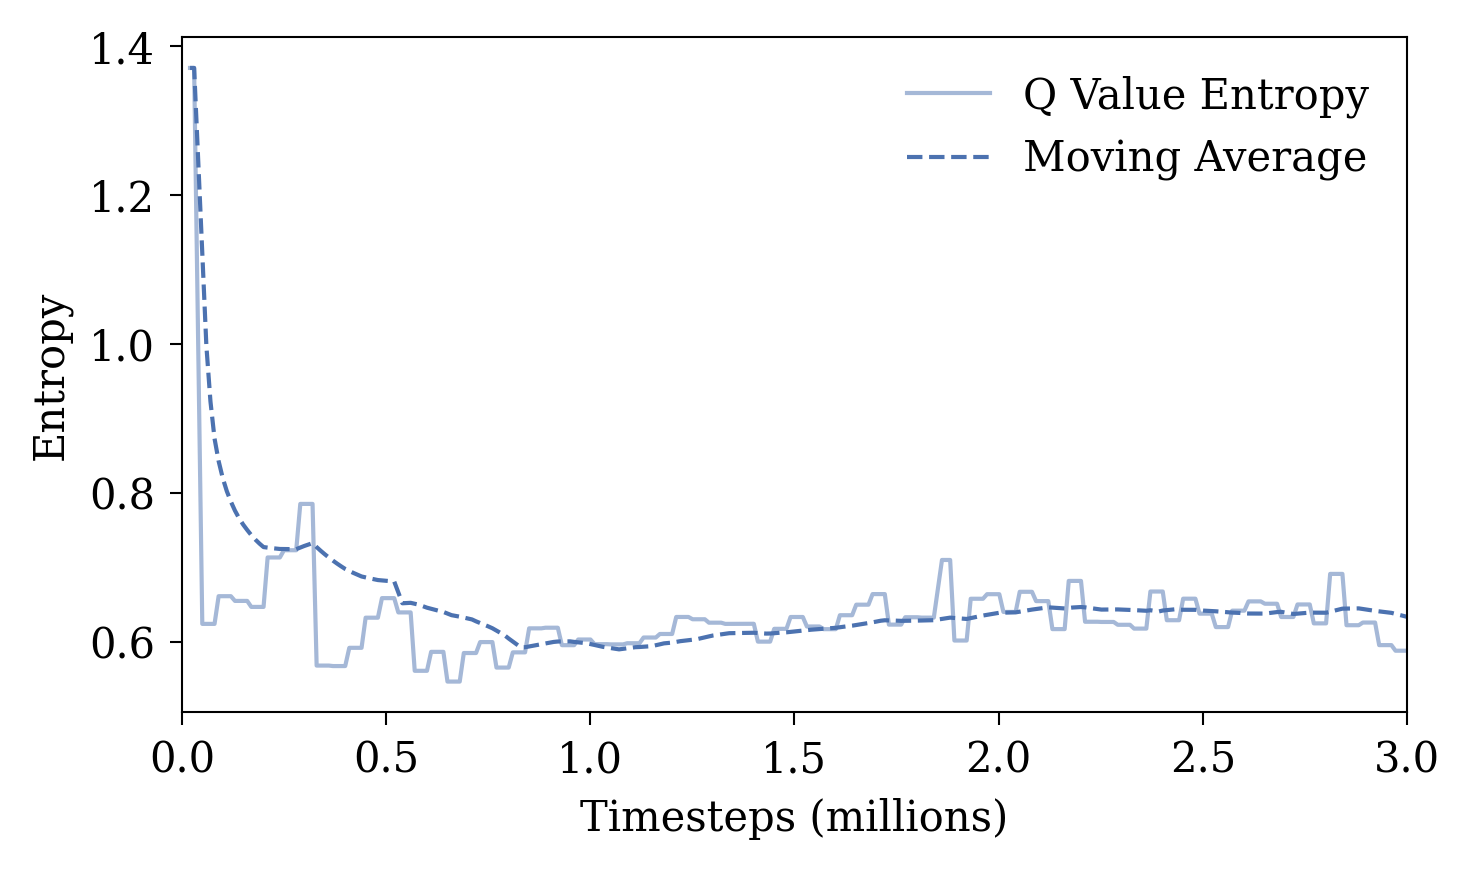 1.4
1.2
1.0
0.8
0.6
Entropy
Q Value Entropy
Moving Average
0.0 0.5 1.0 1.5 2.0 2.5 3.0
Timesteps (millions)